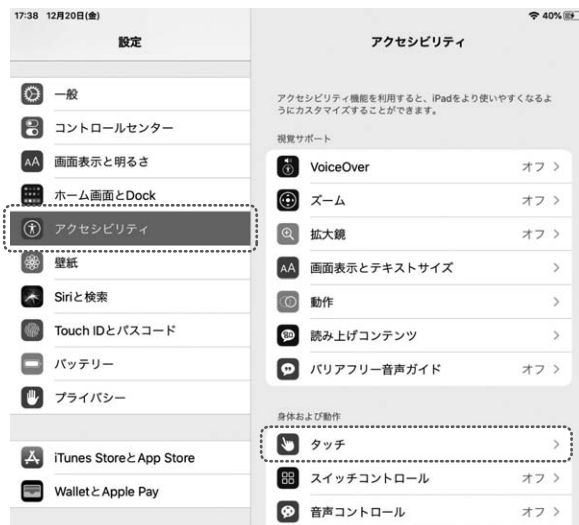 17:38 12月20日(金)
40%
設定
一般
コントロールセンター
AA 画面表示と明るさ
ホーム画面とDock
アクセシビリティ
壁紙
Siriと検索
Touch IDとパスコード
バッテリー
プライバシー
iTunes StoreとApp Store
WalletとApple Pay
アクセシビリティ
アクセシビリティ機能を利用すると、iPadをより使いやすくなるよ
うにカスタマイズすることができます。
視覚サポート
VoiceOver オフ >
ズーム オフ >
拡大鏡 オフ >
AA 画面表示とテキストサイズ >
動作 >
読み上げコンテンツ >
バリアフリー音声ガイド オフ >
身体および動作
タッチ >
スイッチコントロール オフ >
音声コントロール オフ >